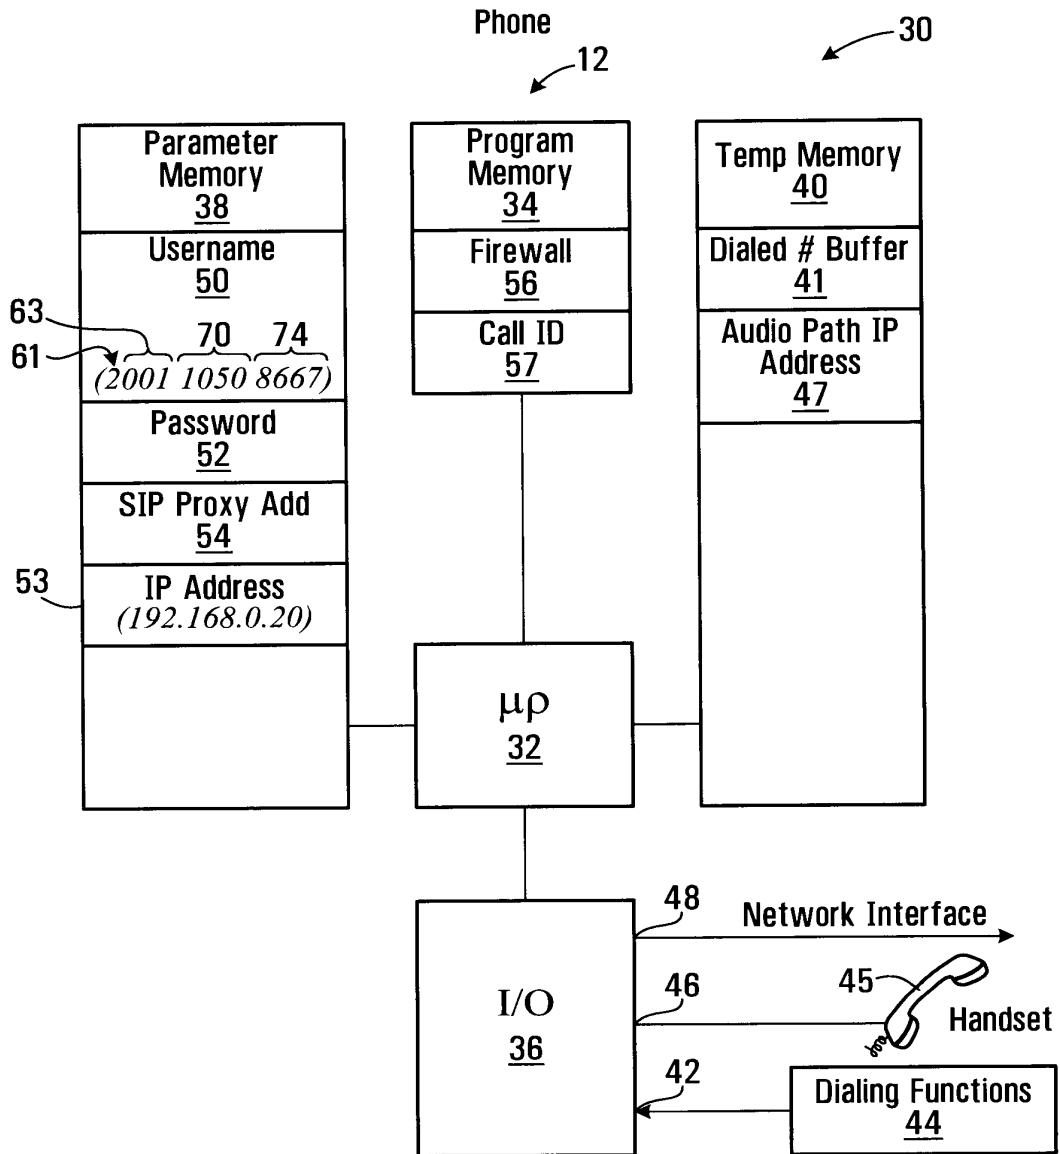 Phone
12
30
Parameter
Memory
38
Username
50
63
70
74
61
(2001 1050 8667)
Password
52
SIP Proxy Add
54
53
IP Address
(192.168.0.20)
Program
Memory
34
Firewall
56
Call ID
57
Temp Memory
40
Dialed # Buffer
41
Audio Path IP
Address
47
μp
32
I/O
36
48
Network Interface
46
45
Handset
42
Dialing Functions
44